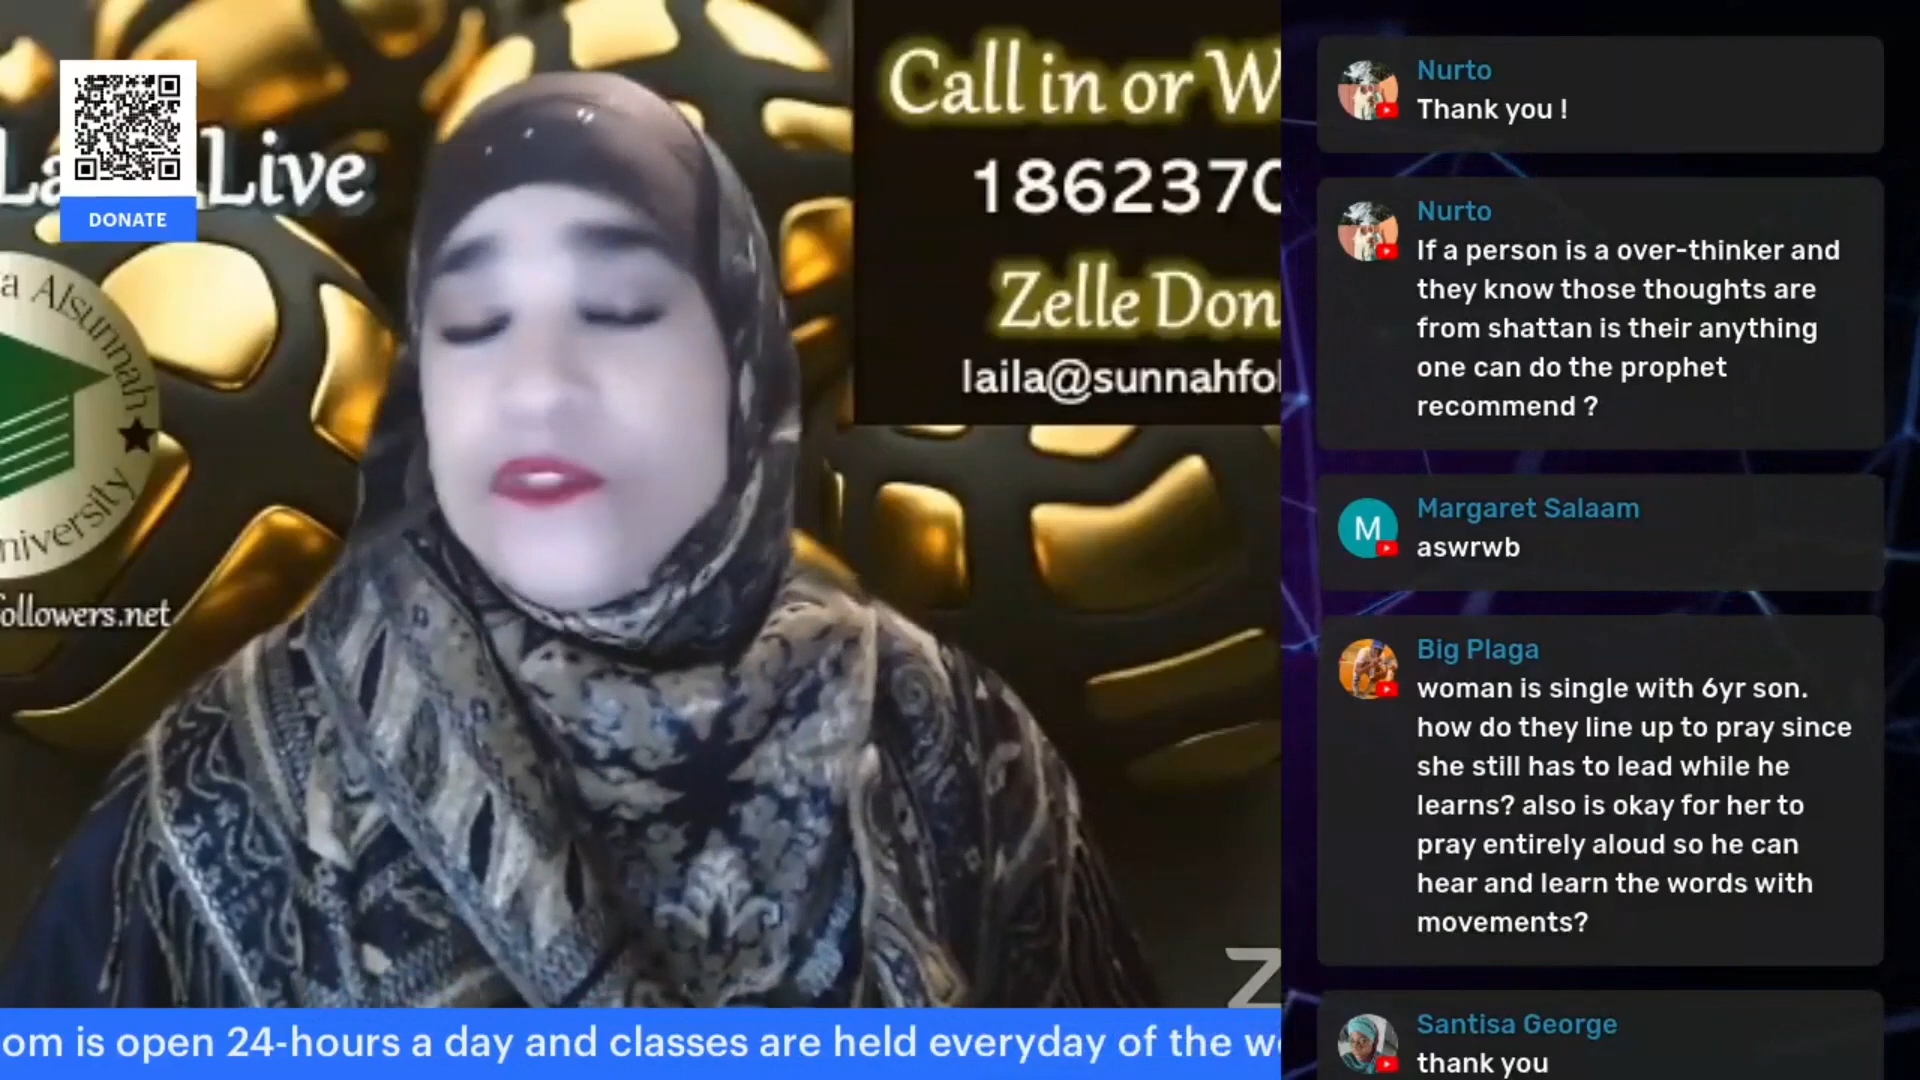 Live
DONATE
Alsunnah
followers.net
Call in or W
1862370
Zelle Don
laila@sunnahfol
om is open 24-hours a day and classes are held everyday of the we
Nurto
Thank you !
Nurto
If a person is a over-thinker and
they know those thoughts are
from shattan is their anything
one can do the prophet
recommend ?
Margaret Salaam
M
aswrwb
Big Plaga
woman is single with 6yr son.
how do they line up to pray since
she still has to lead while he
learns? also is okay for her to
pray entirely aloud so he can
hear and learn the words with
movements?
Santisa George
thank you